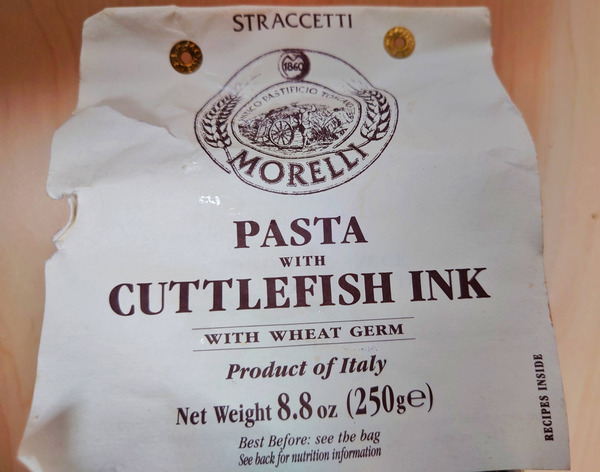 STRACCETTI
1860
ANTICO PASTIFICIO
MORELLI
PASTA
WITH
CUTTLEFISH INK
WITH WHEAT GERM
Product of Italy
Net Weight 8.8 oz (250g℮)
Best Before: see the bag
See back for nutrition information
RECIPES INSIDE